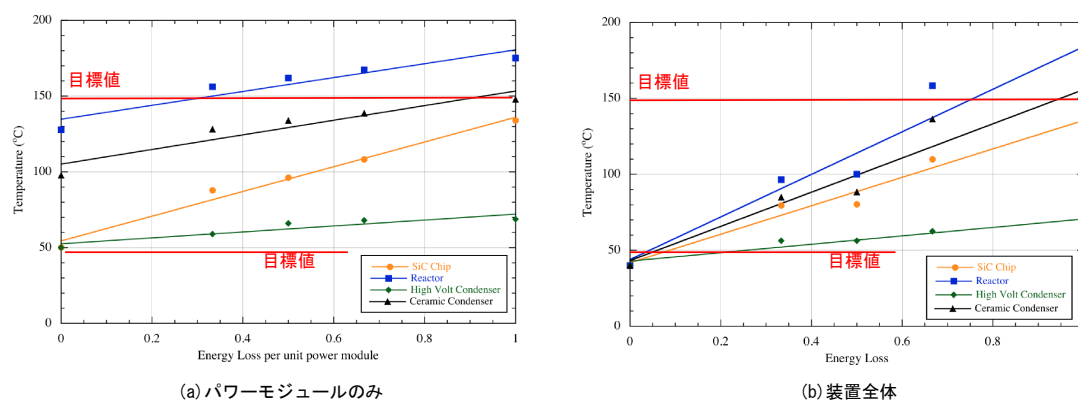 200
150
100
50
0
Temperature (°C)
目標値
目標値
SiC Chip
Reactor
High Volt Condenser
Ceramic Condenser
0
0.2
0.4
0.6
0.8
1
Energy Loss per unit power module
(a) パワーモジュールのみ
200
150
100
50
0
Temperature (°C)
目標値
目標値
SiC Chip
Reactor
High Volt Condenser
Ceramic Condenser
0
0.2
0.4
0.6
0.8
Energy Loss
(b) 装置全体